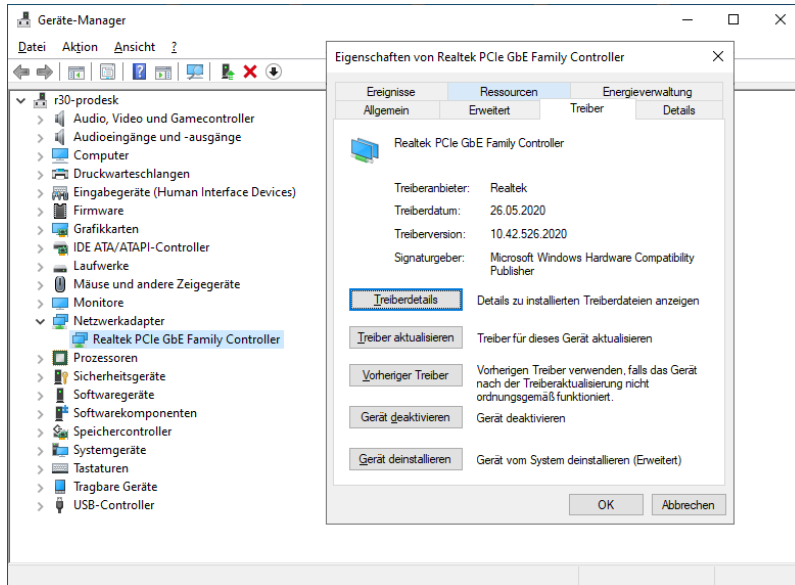 Geräte-Manager
Datei Aktion Ansicht ?
r30-prodesk
Audio, Video und Gamecontroller
Audioeingänge und -ausgänge
Computer
Druckwarteschlangen
Eingabegeräte (Human Interface Devices)
Firmware
Grafikkarten
IDE ATA/ATAPI-Controller
Laufwerke
Mäuse und andere Zeigegeräte
Monitore
Netzwerkadapter
Realtek PCIe GbE Family Controller
Prozessoren
Sicherheitsgeräte
Softwaregeräte
Softwarekomponenten
Speichercontroller
Systemgeräte
Tastaturen
Tragbare Geräte
USB-Controller
Eigenschaften von Realtek PCIe GbE Family Controller
Ereignisse Ressourcen Energieverwaltung
Allgemein Erweitert Treiber Details
Realtek PCIe GbE Family Controller
Treiberanbieter: Realtek
Treiberdatum: 26.05.2020
Treiberversion: 10.42.526.2020
Signaturgeber: Microsoft Windows Hardware Compatibility
Publisher
Treiberdetails Details zu installierten Treiberdateien anzeigen
Treiber aktualisieren Treiber für dieses Gerät aktualisieren
Vorheriger Treiber Vorherigen Treiber verwenden, falls das Gerät
nach der Treiberaktualisierung nicht
ordnungsgemäß funktioniert.
Gerät deaktivieren Gerät deaktivieren
Gerät deinstallieren Gerät vom System deinstallieren (Erweitert)
OK Abbrechen